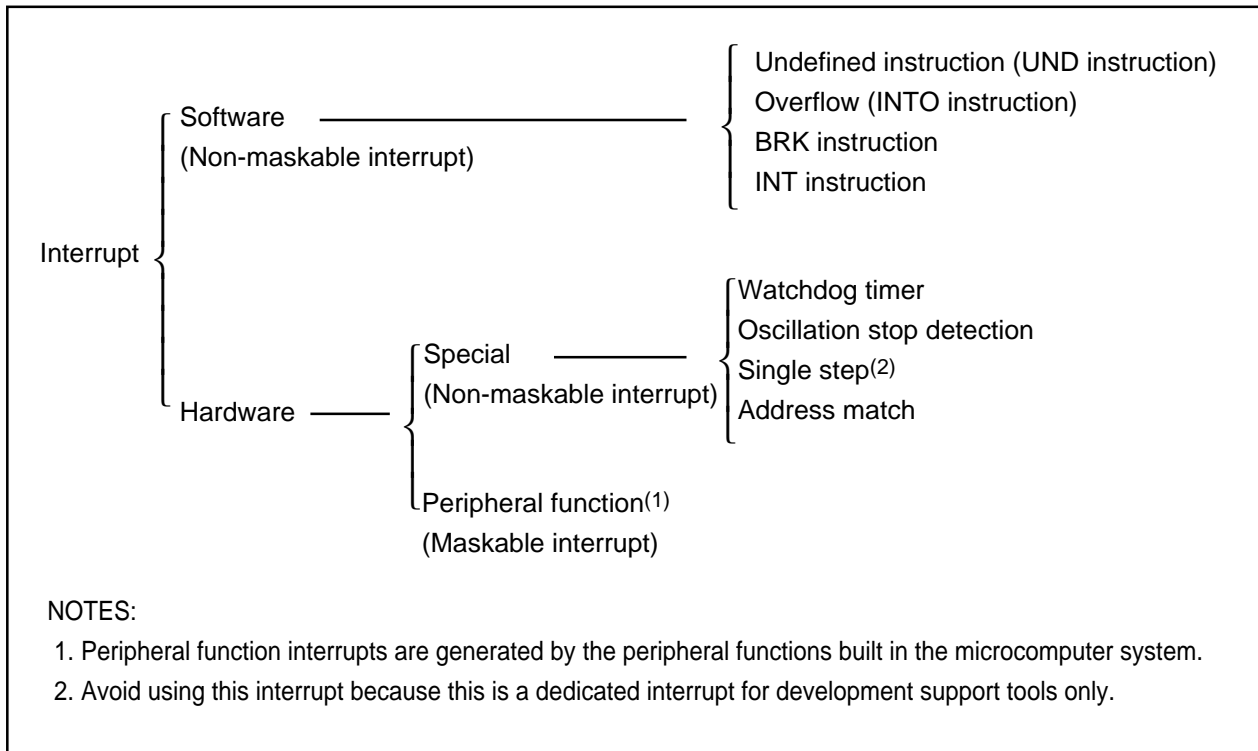 Interrupt
Software
(Non-maskable interrupt)
Undefined instruction (UND instruction)
Overflow (INTO instruction)
BRK instruction
INT instruction
Hardware
Special
(Non-maskable interrupt)
Watchdog timer
Oscillation stop detection
Single step(2)
Address match
Peripheral function(1)
(Maskable interrupt)
NOTES:
1. Peripheral function interrupts are generated by the peripheral functions built in the microcomputer system.
2. Avoid using this interrupt because this is a dedicated interrupt for development support tools only.